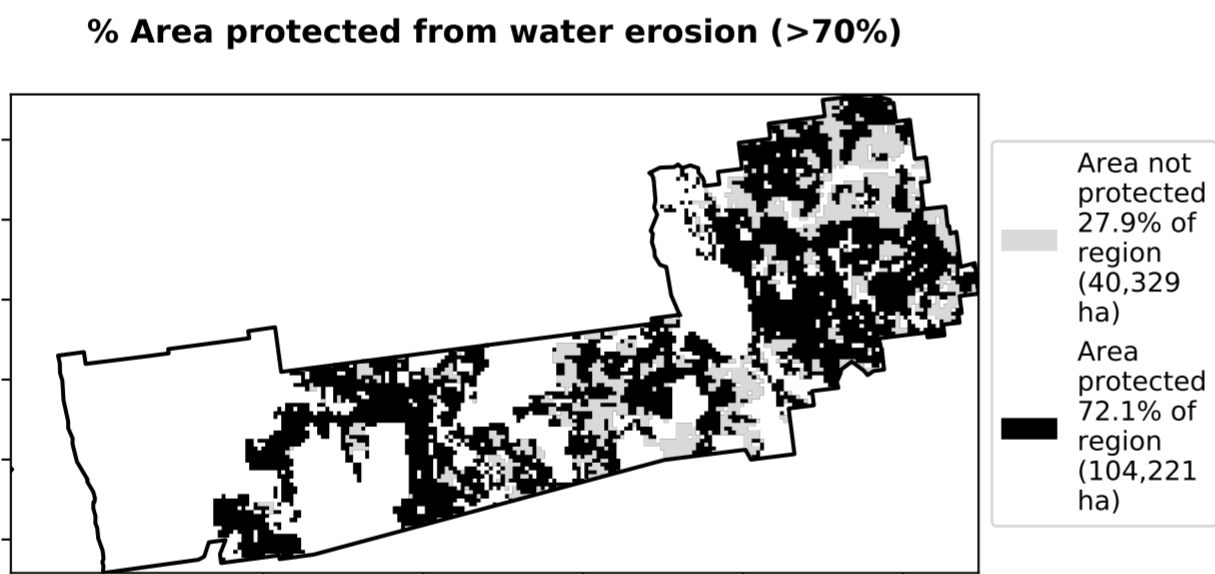 % Area protected from water erosion (>70%)
Area not
protected
27.9% of
region
(40,329
ha)
Area
protected
72.1% of
region
(104,221
ha)